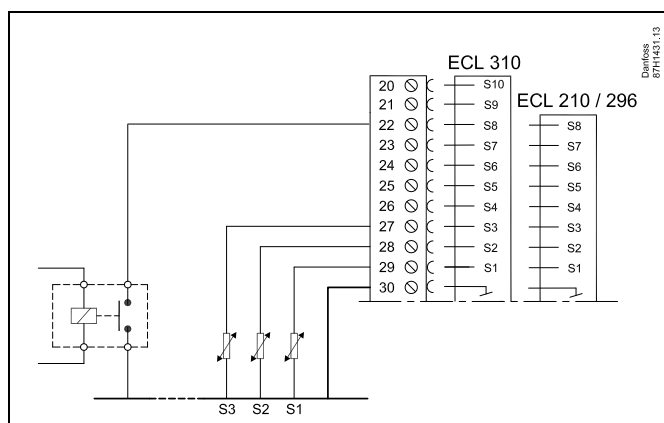 Danfoss
87H1431.13
ECL 310
ECL 210 / 296
20 S10
21 S9
22 S8 S8
23 S7 S7
24 S6 S6
25 S5 S5
26 S4 S4
27 S3 S3
28 S2 S2
29 S1 S1
30
S3 S2 S1